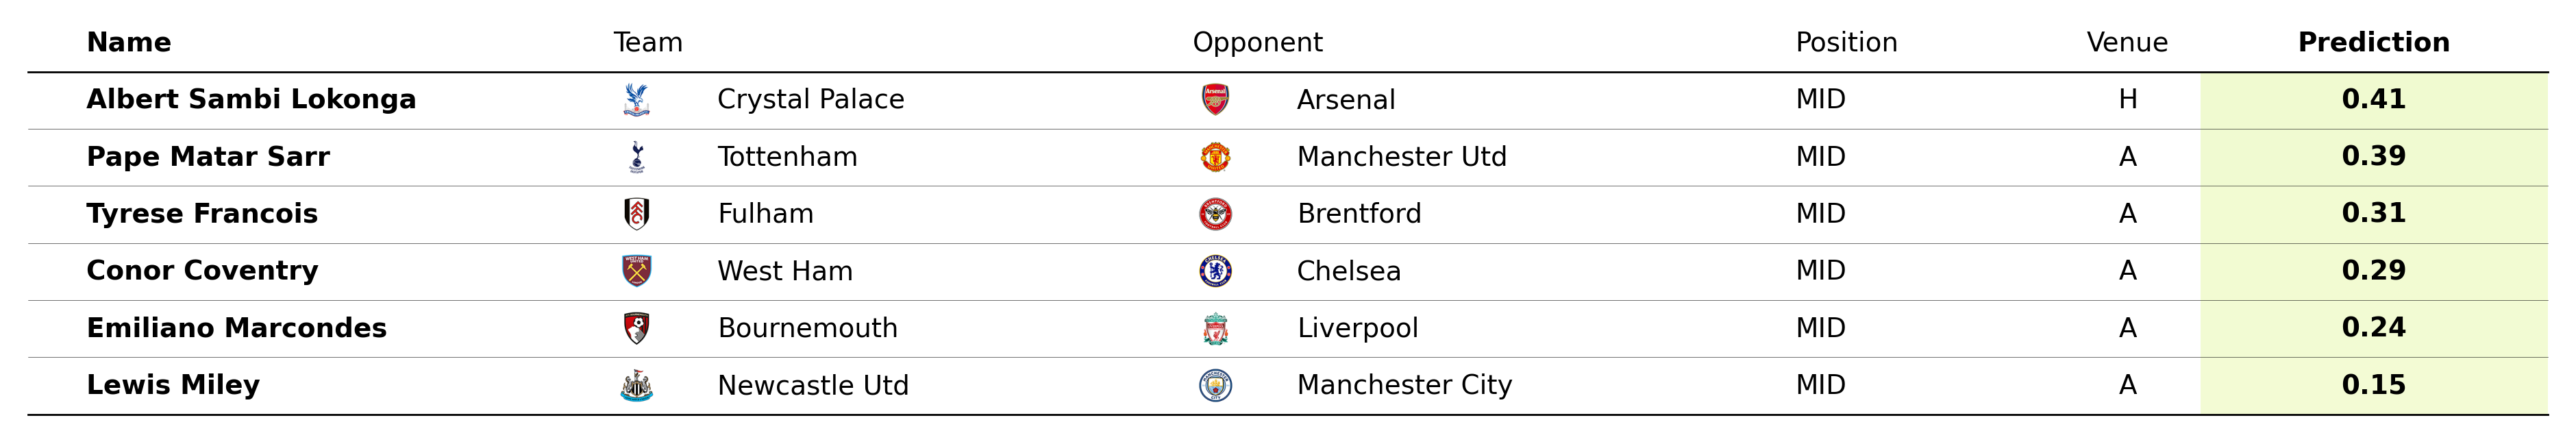 Name Team Opponent Position Venue Prediction
Albert Sambi Lokonga Crystal Palace Arsenal MID H 0.41
Pape Matar Sarr Tottenham Manchester Utd MID A 0.39
Tyrese Francois Fulham Brentford MID A 0.31
Conor Coventry West Ham Chelsea MID A 0.29
Emiliano Marcondes Bournemouth Liverpool MID A 0.24
Lewis Miley Newcastle Utd Manchester City MID A 0.15